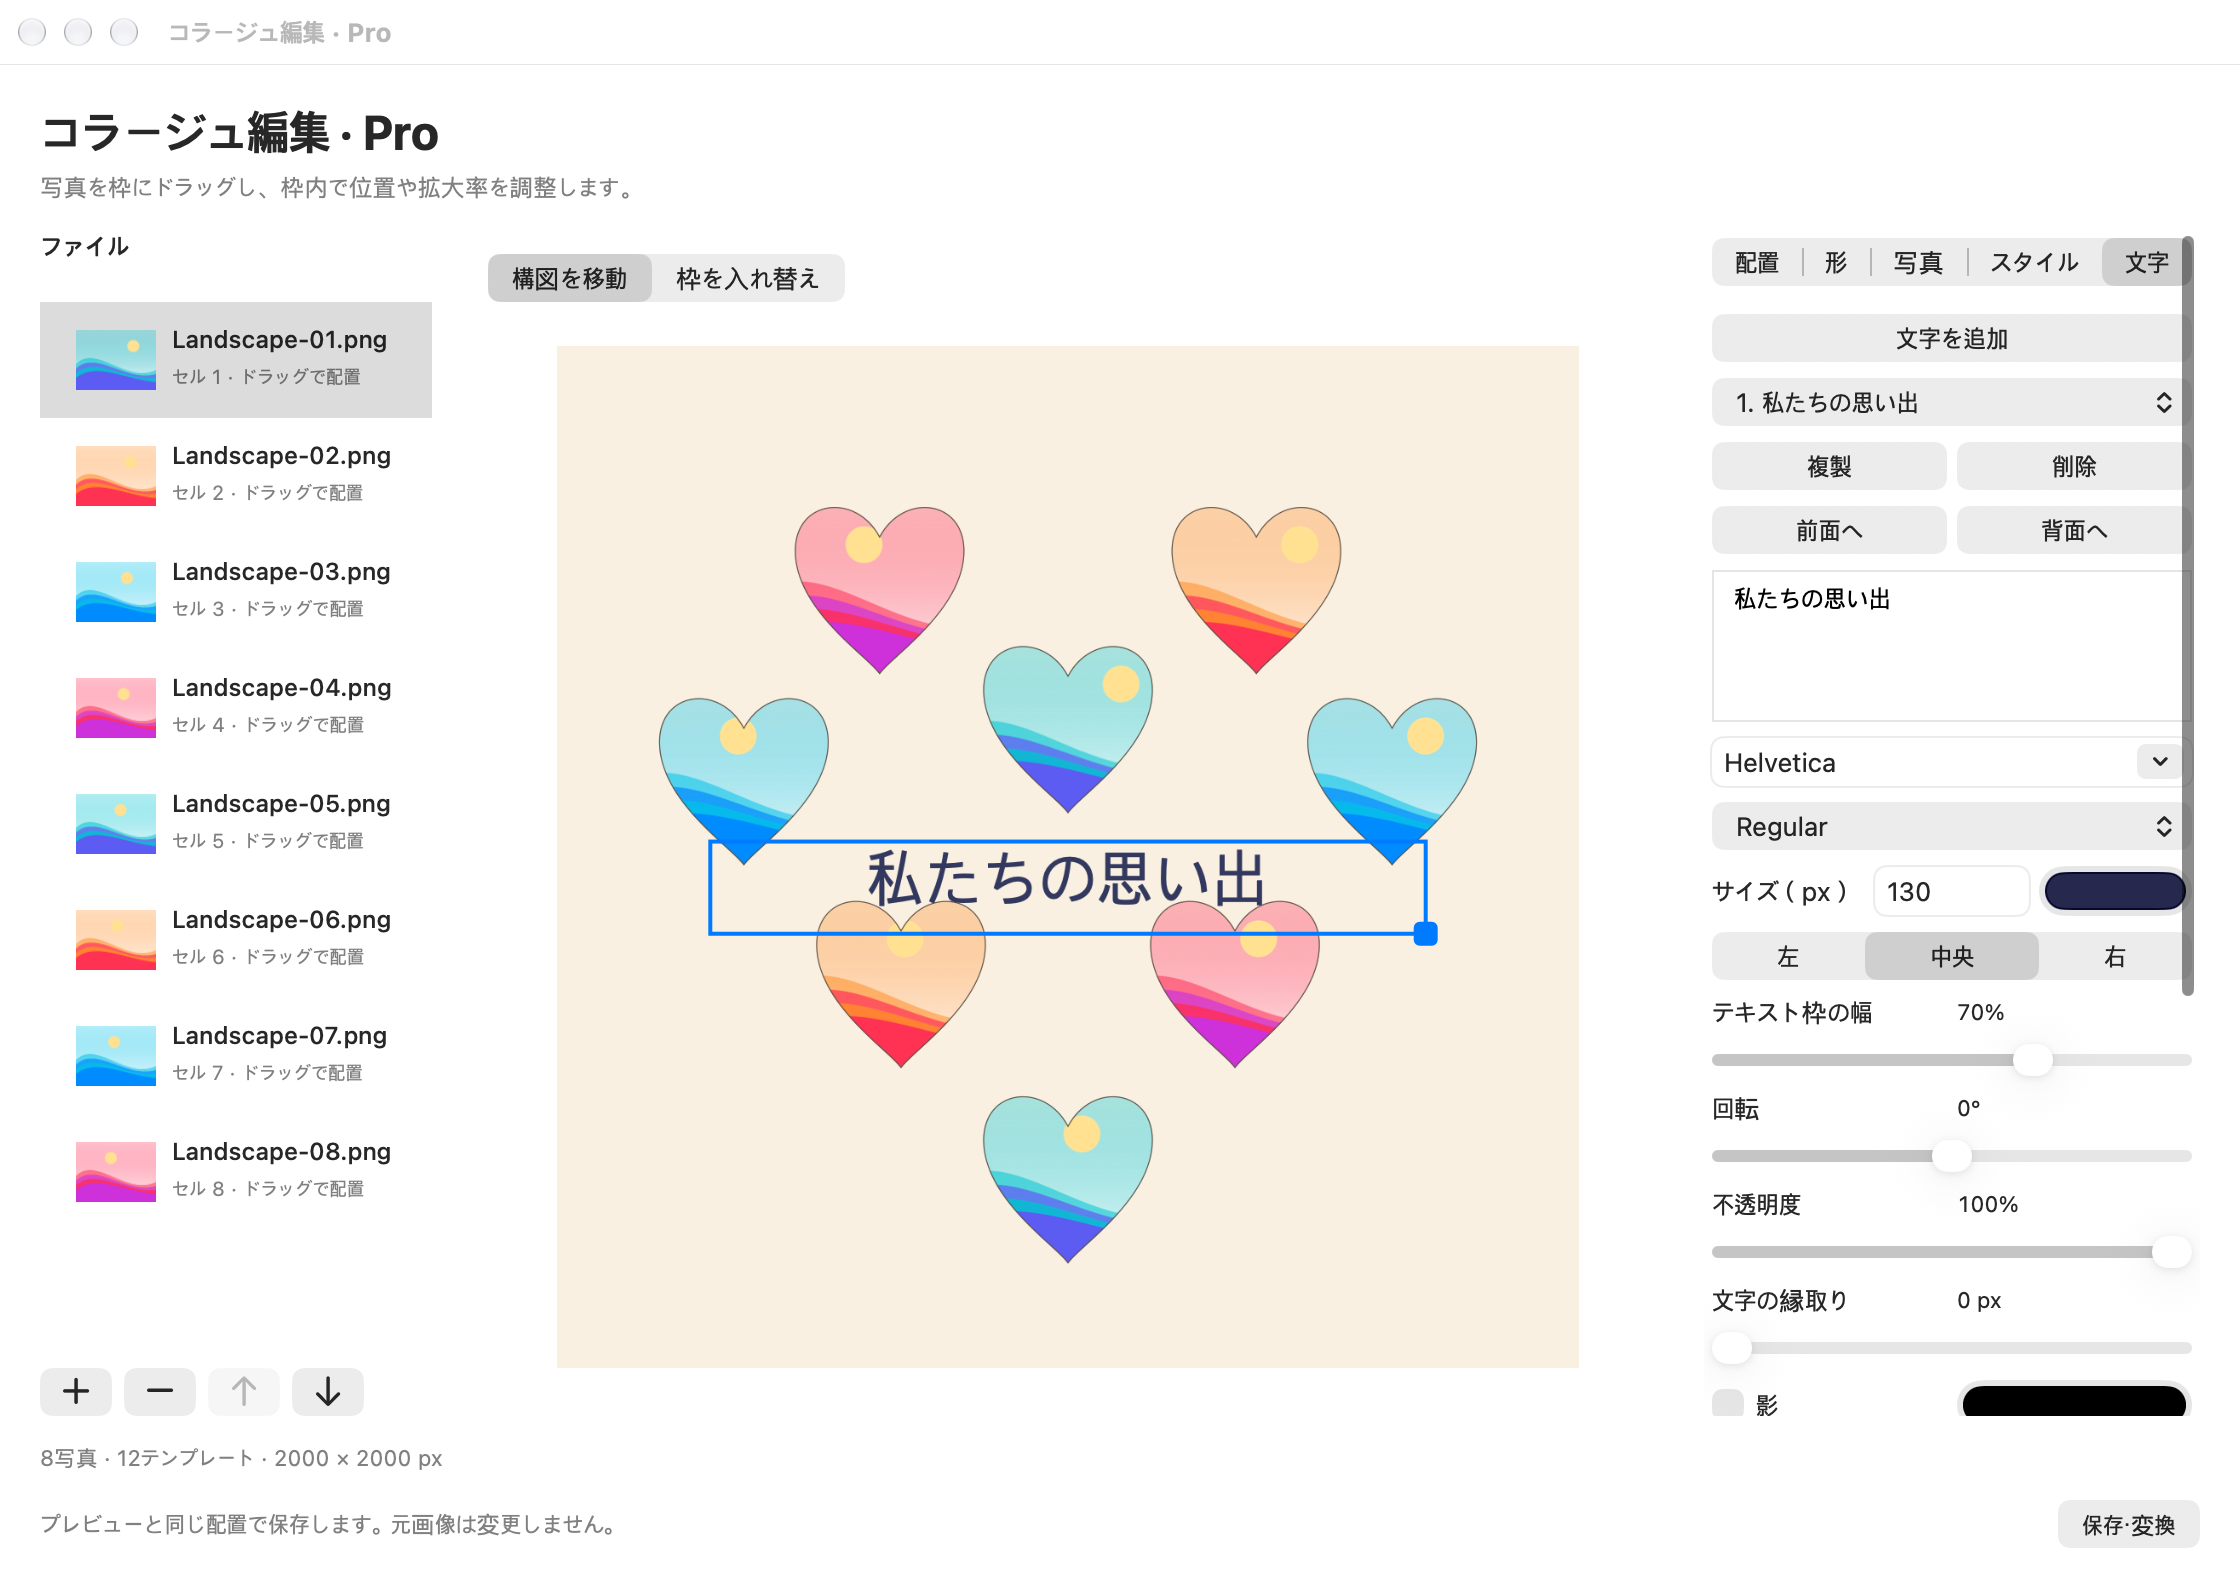 コラージュ編集 · Pro
コラージュ編集 · Pro
写真を枠にドラッグし、枠内で位置や拡大率を調整します。
ファイル
Landscape-01.png
セル 1 · ドラッグで配置
Landscape-02.png
セル 2 · ドラッグで配置
Landscape-03.png
セル 3 · ドラッグで配置
Landscape-04.png
セル 4 · ドラッグで配置
Landscape-05.png
セル 5 · ドラッグで配置
Landscape-06.png
セル 6 · ドラッグで配置
Landscape-07.png
セル 7 · ドラッグで配置
Landscape-08.png
セル 8 · ドラッグで配置
8写真 · 12テンプレート · 2000 × 2000 px
プレビューと同じ配置で保存します。元画像は変更しません。
構図を移動 枠を入れ替え
私たちの思い出
配置 形 写真 スタイル 文字
文字を追加
1. 私たちの思い出
複製 削除
前面へ 背面へ
私たちの思い出
Helvetica
Regular
サイズ ( px ) 130
左 中央 右
テキスト枠の幅 70%
回転 0°
不透明度 100%
文字の縁取り 0 px
影
保存·変換